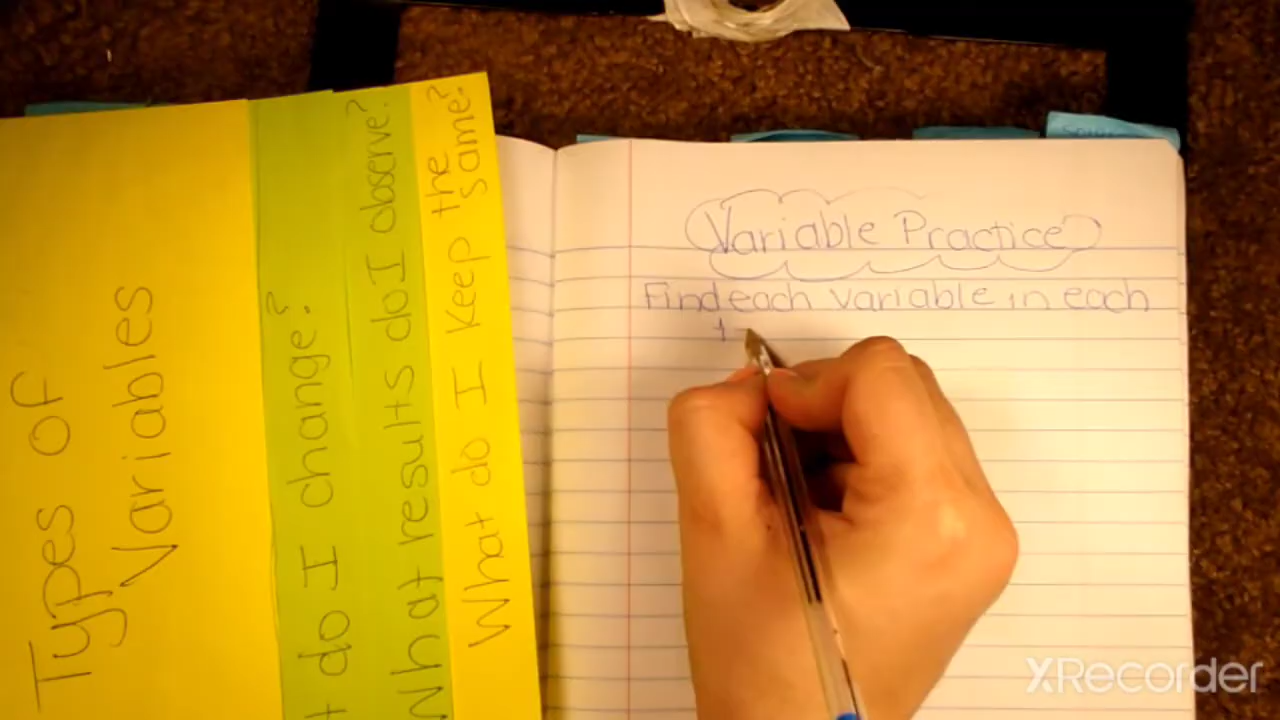 Types of
Variables
t do I change?
What results do I observe?
What do I keep the
same?
Variable Practice
Find each variable in each
XRecorder